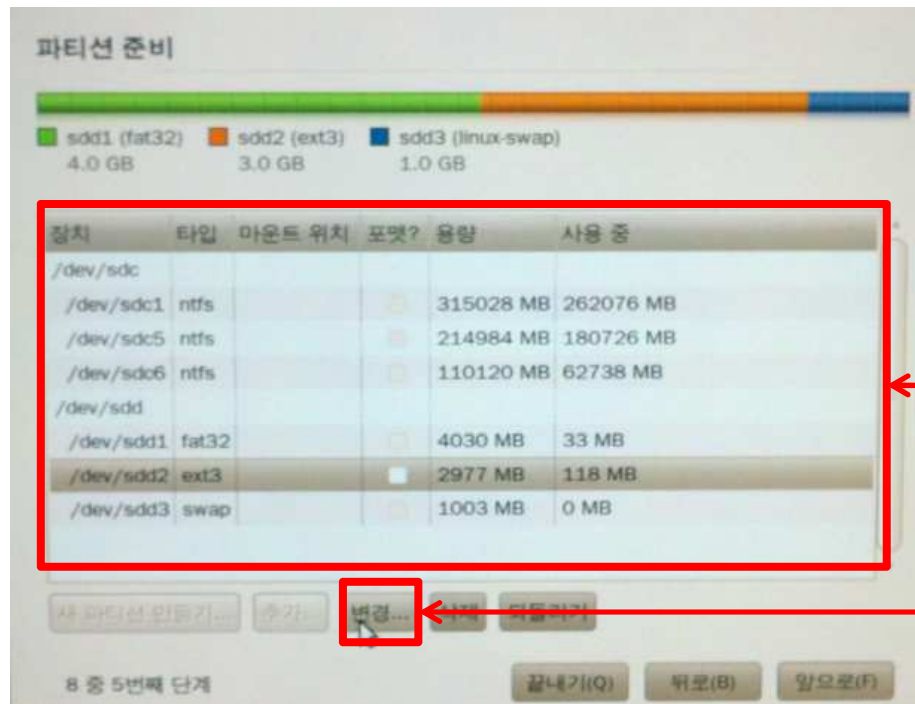 파티션 준비
sdd1 (fat32) sdd2 (ext3) sdd3 (linux-swap)
4.0 GB 3.0 GB 1.0 GB
장치 타입 마운트 위치 포맷? 용량 사용 중
/dev/sdc
/dev/sdc1 ntfs 315028 MB 262076 MB
/dev/sdc5 ntfs 214984 MB 180726 MB
/dev/sdc6 ntfs 110120 MB 62738 MB
/dev/sdd
/dev/sdd1 fat32 4030 MB 33 MB
/dev/sdd2 ext3 2977 MB 118 MB
/dev/sdd3 swap 1003 MB 0 MB
새 파티션 만들기... 추가... 변경... 삭제 되돌리기
8 중 5번째 단계 끝내기(Q) 뒤로(B) 앞으로(F)